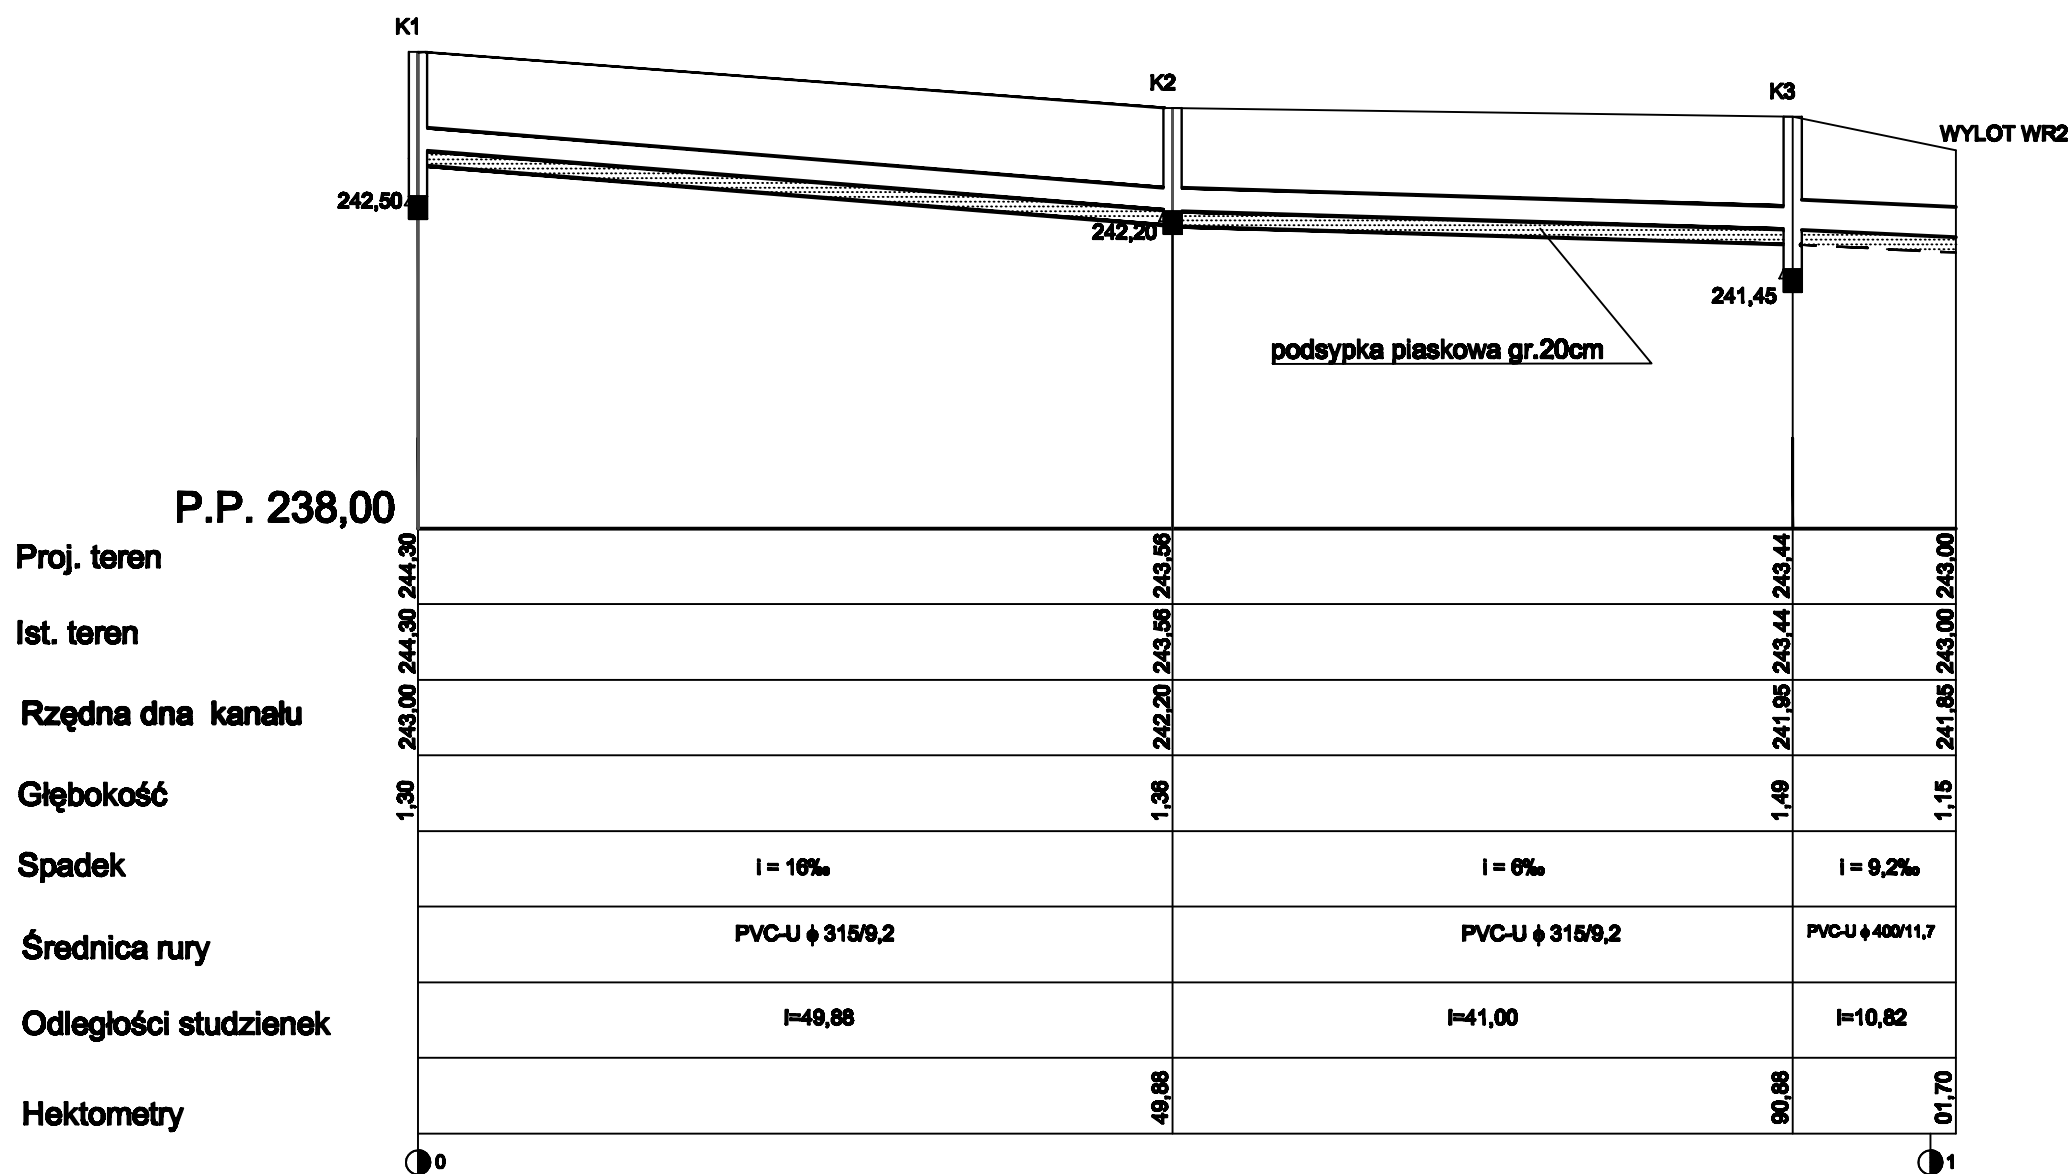 K1
K2
K3
WYLOT WR2
242,50
242,20
241,45
podsypka piaskowa gr.20cm
P.P. 238,00
Proj. teren 244,30 243,56 243,44 243,00
Ist. teren 244,30 243,56 243,44 243,00
Rzędna dna kanału 243,00 242,20 241,95 241,85
Głębokość 1,30 1,36 1,49 1,15
Spadek i = 16‰ i = 6‰ i = 9,2‰
Średnica rury PVC-U ϕ 315/9,2 PVC-U ϕ 315/9,2 PVC-U ϕ 400/11,7
Odległości studzienek l=49,88 l=41,00 l=10,82
Hektometry 49,88 90,88 01,70
0 1